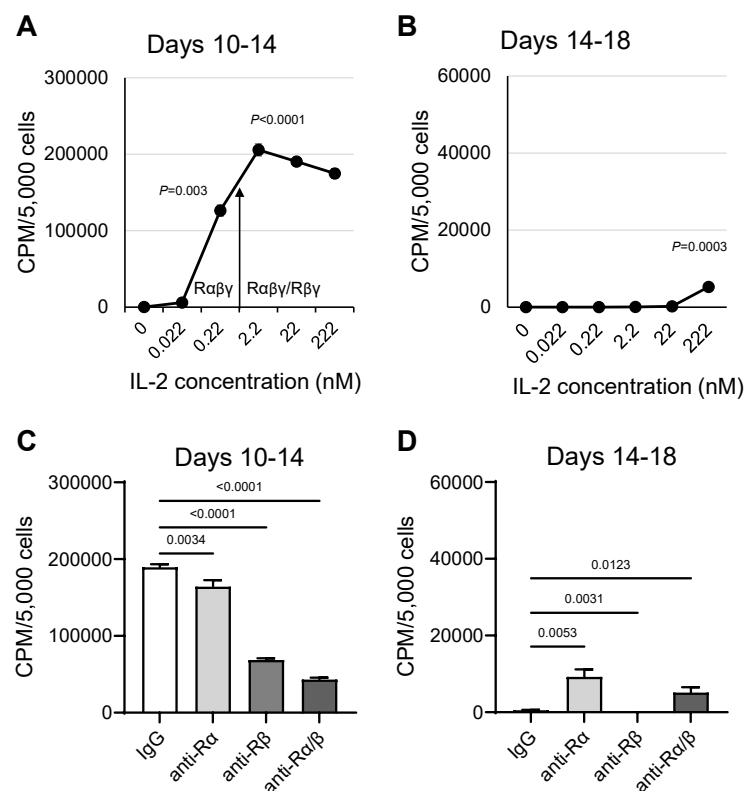 A
Days 10-14
300000
200000
100000
0
CPM/5,000 cells
P<0.0001
P=0.003
Rαβγ
Rαβγ/Rβγ
0
0.022
0.22
2.2
22
222
IL-2 concentration (nM)
B
Days 14-18
60000
40000
20000
0
CPM/5,000 cells
P=0.0003
0
0.022
0.22
2.2
22
222
IL-2 concentration (nM)
C
Days 10-14
300000
200000
100000
0
CPM/5,000 cells
<0.0001
<0.0001
0.0034
IgG
anti-Rα
anti-Rβ
anti-Rα/β
D
Days 14-18
60000
40000
20000
0
CPM/5,000 cells
0.0123
0.0031
0.0053
IgG
anti-Rα
anti-Rβ
anti-Rα/β